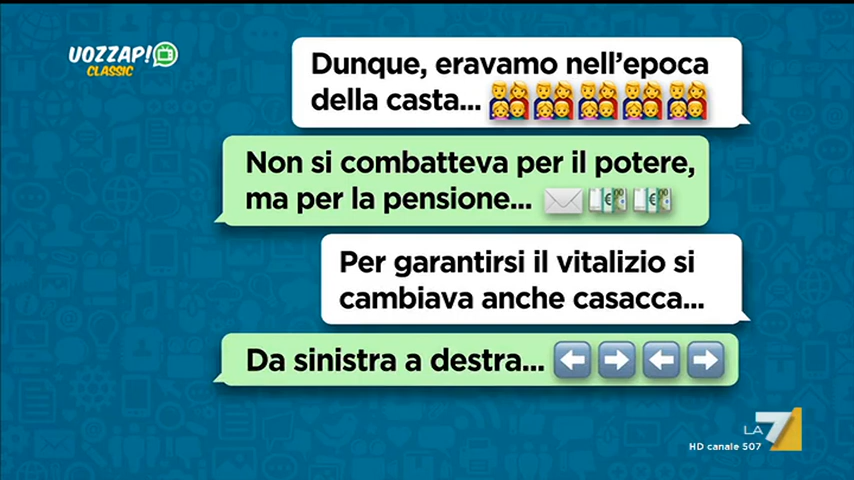 VOZZAP!
CLASSIC
Dunque, eravamo nell'epoca
della casta...
Non si combatteva per il potere,
ma per la pensione...
Per garantirsi il vitalizio si
cambiava anche casacca...
Da sinistra a destra...
LA 7
HD canale 507